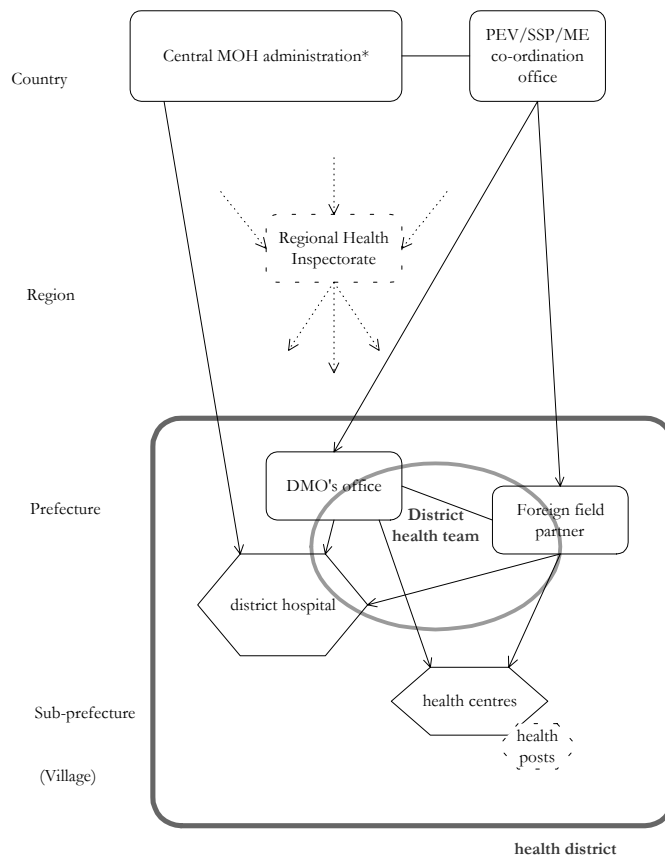 PEV/SSP/ME
co-ordination
office
Central MOH administration*
Country
Regional Health
Inspectorate
Region
DMO's office
Prefecture
District
health team
Foreign field
partner
district hospital
health centres
Sub-prefecture
health
posts
(Village)
health district